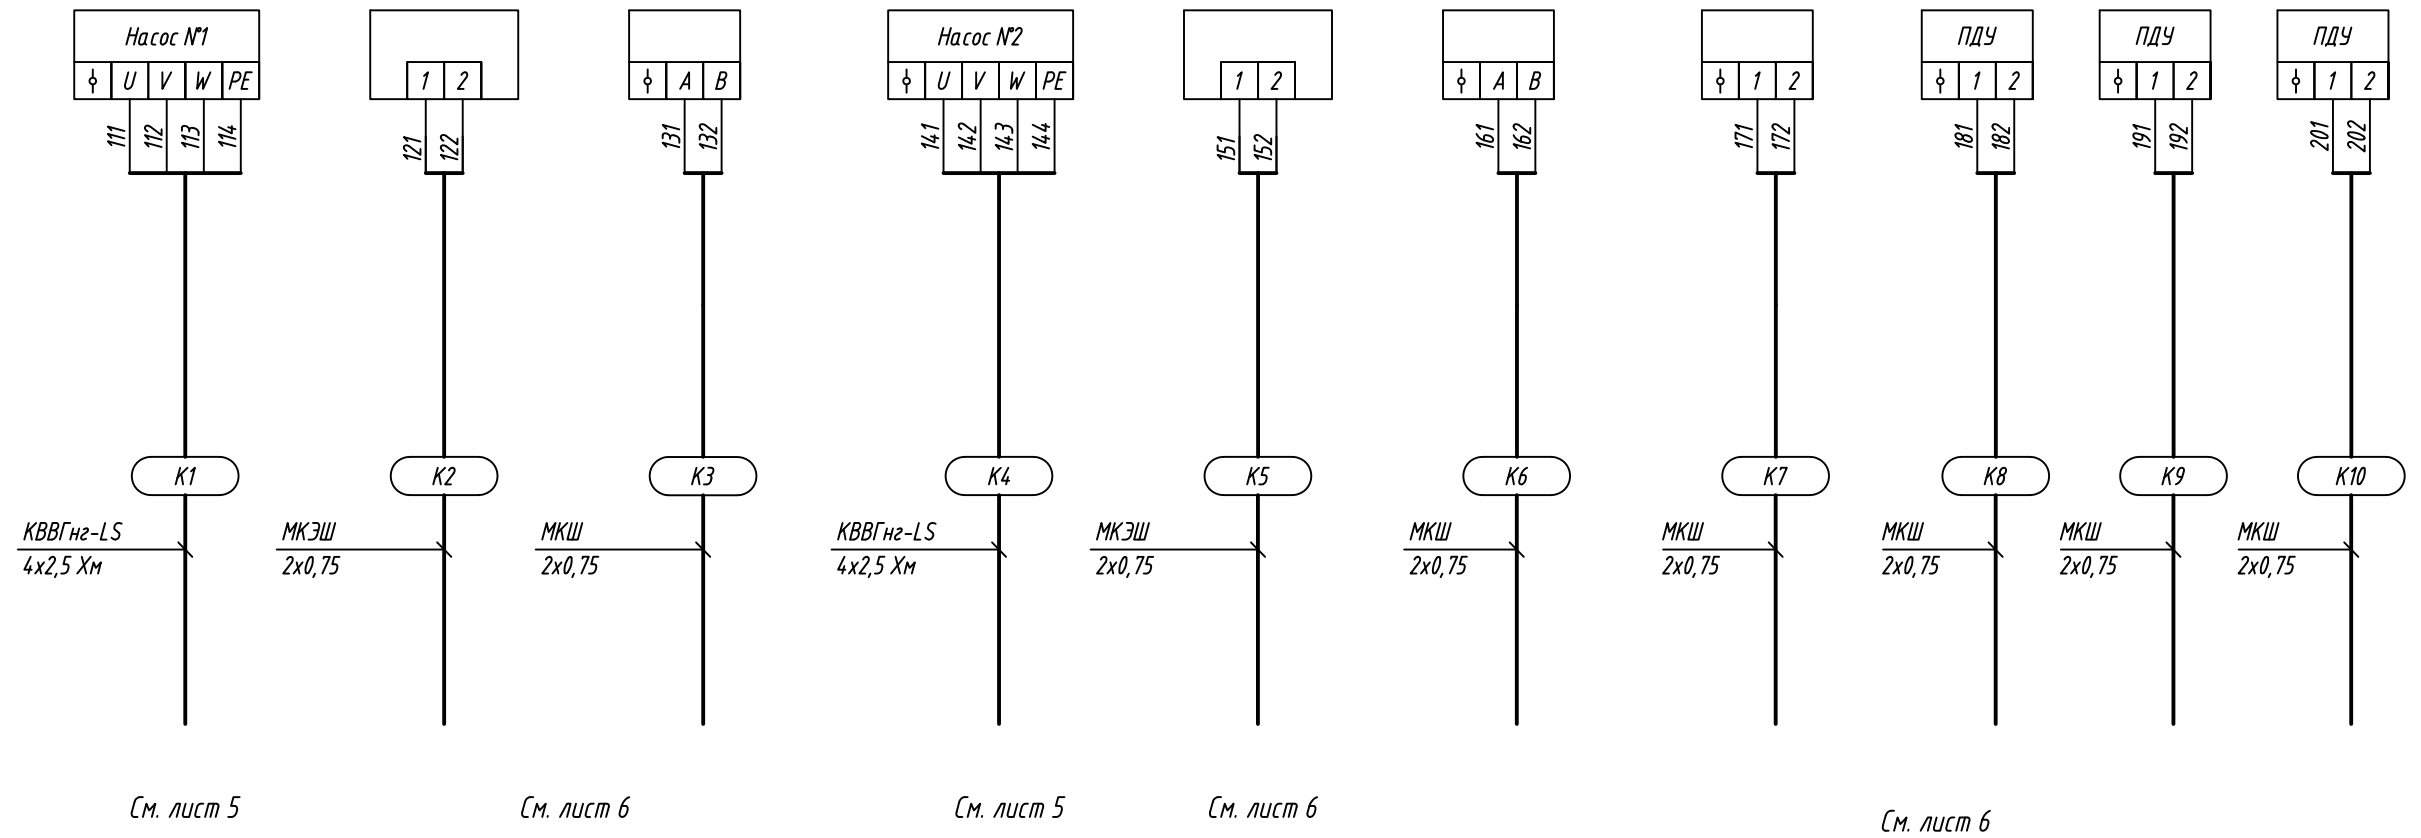 Насос №1
U V W PE
1 2
A B
Насос №2
U V W PE
1 2
A B
1 2
ПДУ
1 2
ПДУ
1 2
ПДУ
1 2
111 112 113 114
121 122
131 132
141 142 143 144
151 152
161 162
171 172
181 182
191 192
201 202
К1 К2 К3 К4 К5 К6 К7 К8 К9 К10
КВВГнг-LS
4х2,5 Хм
МКЭШ
2х0,75
МКШ
2х0,75
КВВГнг-LS
4х2,5 Хм
МКЭШ
2х0,75
МКШ
2х0,75
МКШ
2х0,75
МКШ
2х0,75
МКШ
2х0,75
МКШ
2х0,75
См. лист 5
См. лист 6
См. лист 5
См. лист 6
См. лист 6